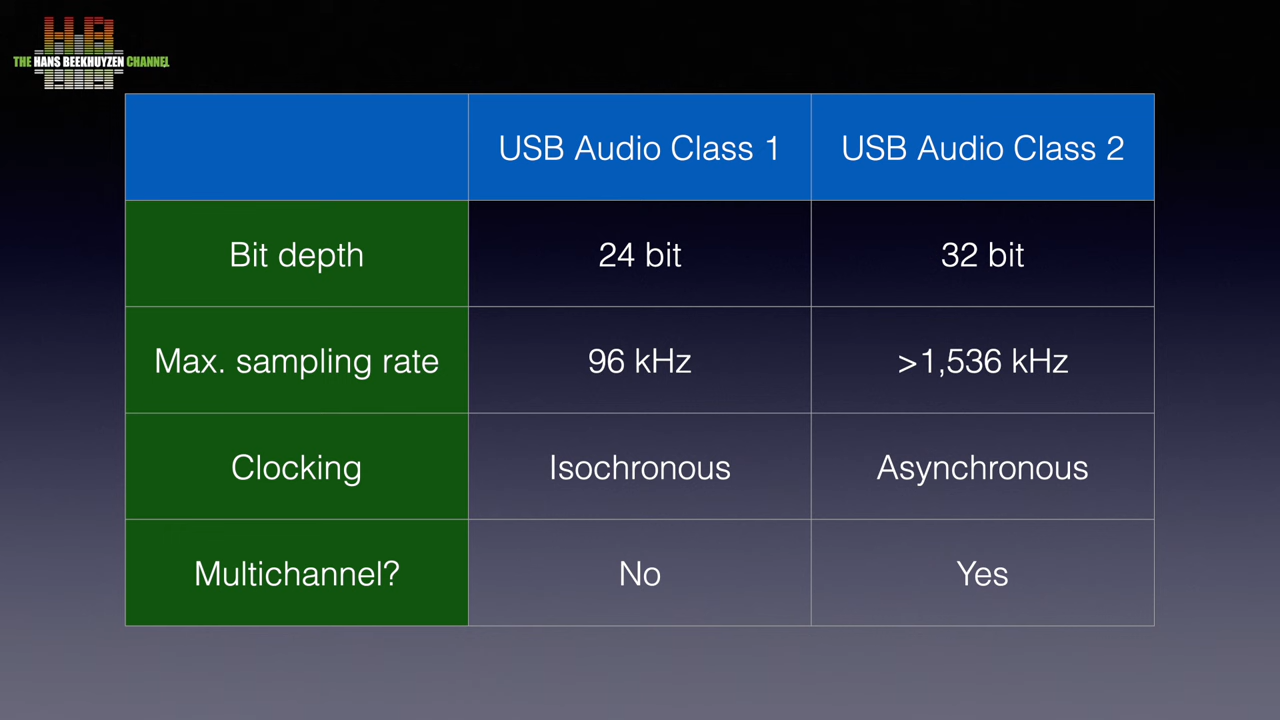 THE HANS BEEKHUYZEN CHANNEL
USB Audio Class 1 USB Audio Class 2
Bit depth 24 bit 32 bit
Max. sampling rate 96 kHz >1,536 kHz
Clocking Isochronous Asynchronous
Multichannel? No Yes